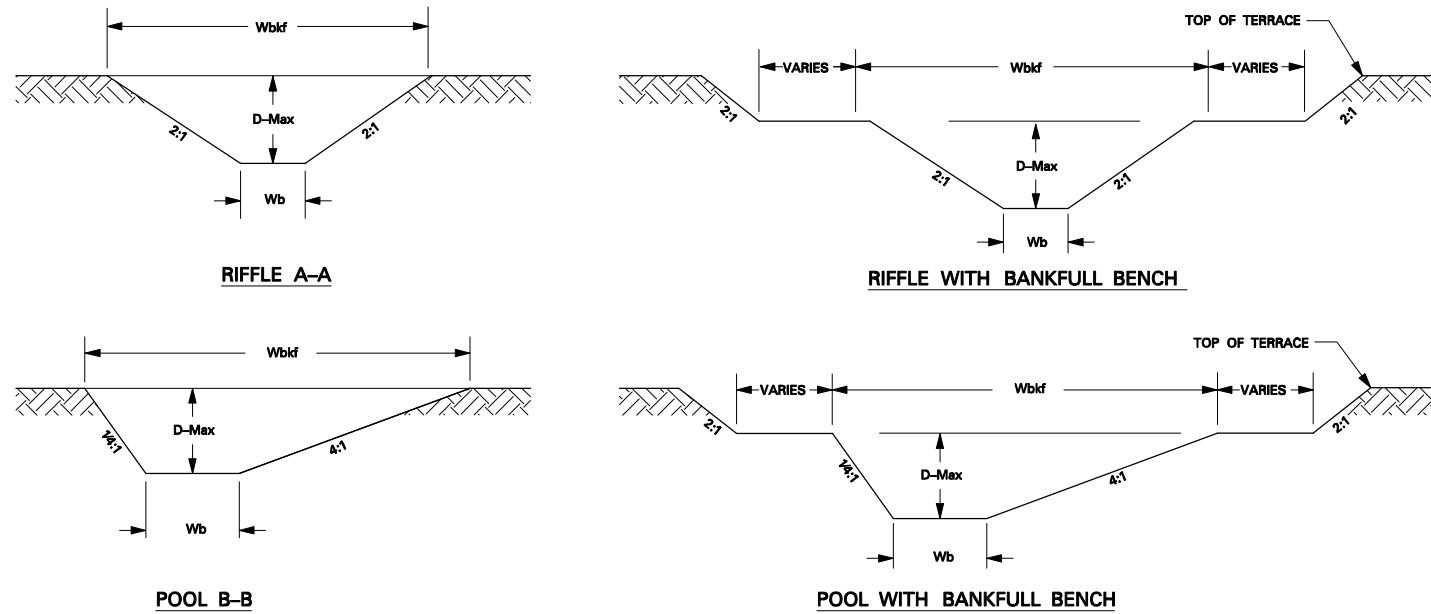 Wbkf
D-Max
2:1
2:1
Wb
RIFFLE A-A
TOP OF TERRACE
VARIES
Wbkf
VARIES
2:1
2:1
D-Max
2:1
2:1
Wb
RIFFLE WITH BANKFULL BENCH
Wbkf
D-Max
1/4:1
4:1
Wb
POOL B-B
TOP OF TERRACE
VARIES
Wbkf
VARIES
2:1
2:1
D-Max
1/4:1
4:1
Wb
POOL WITH BANKFULL BENCH